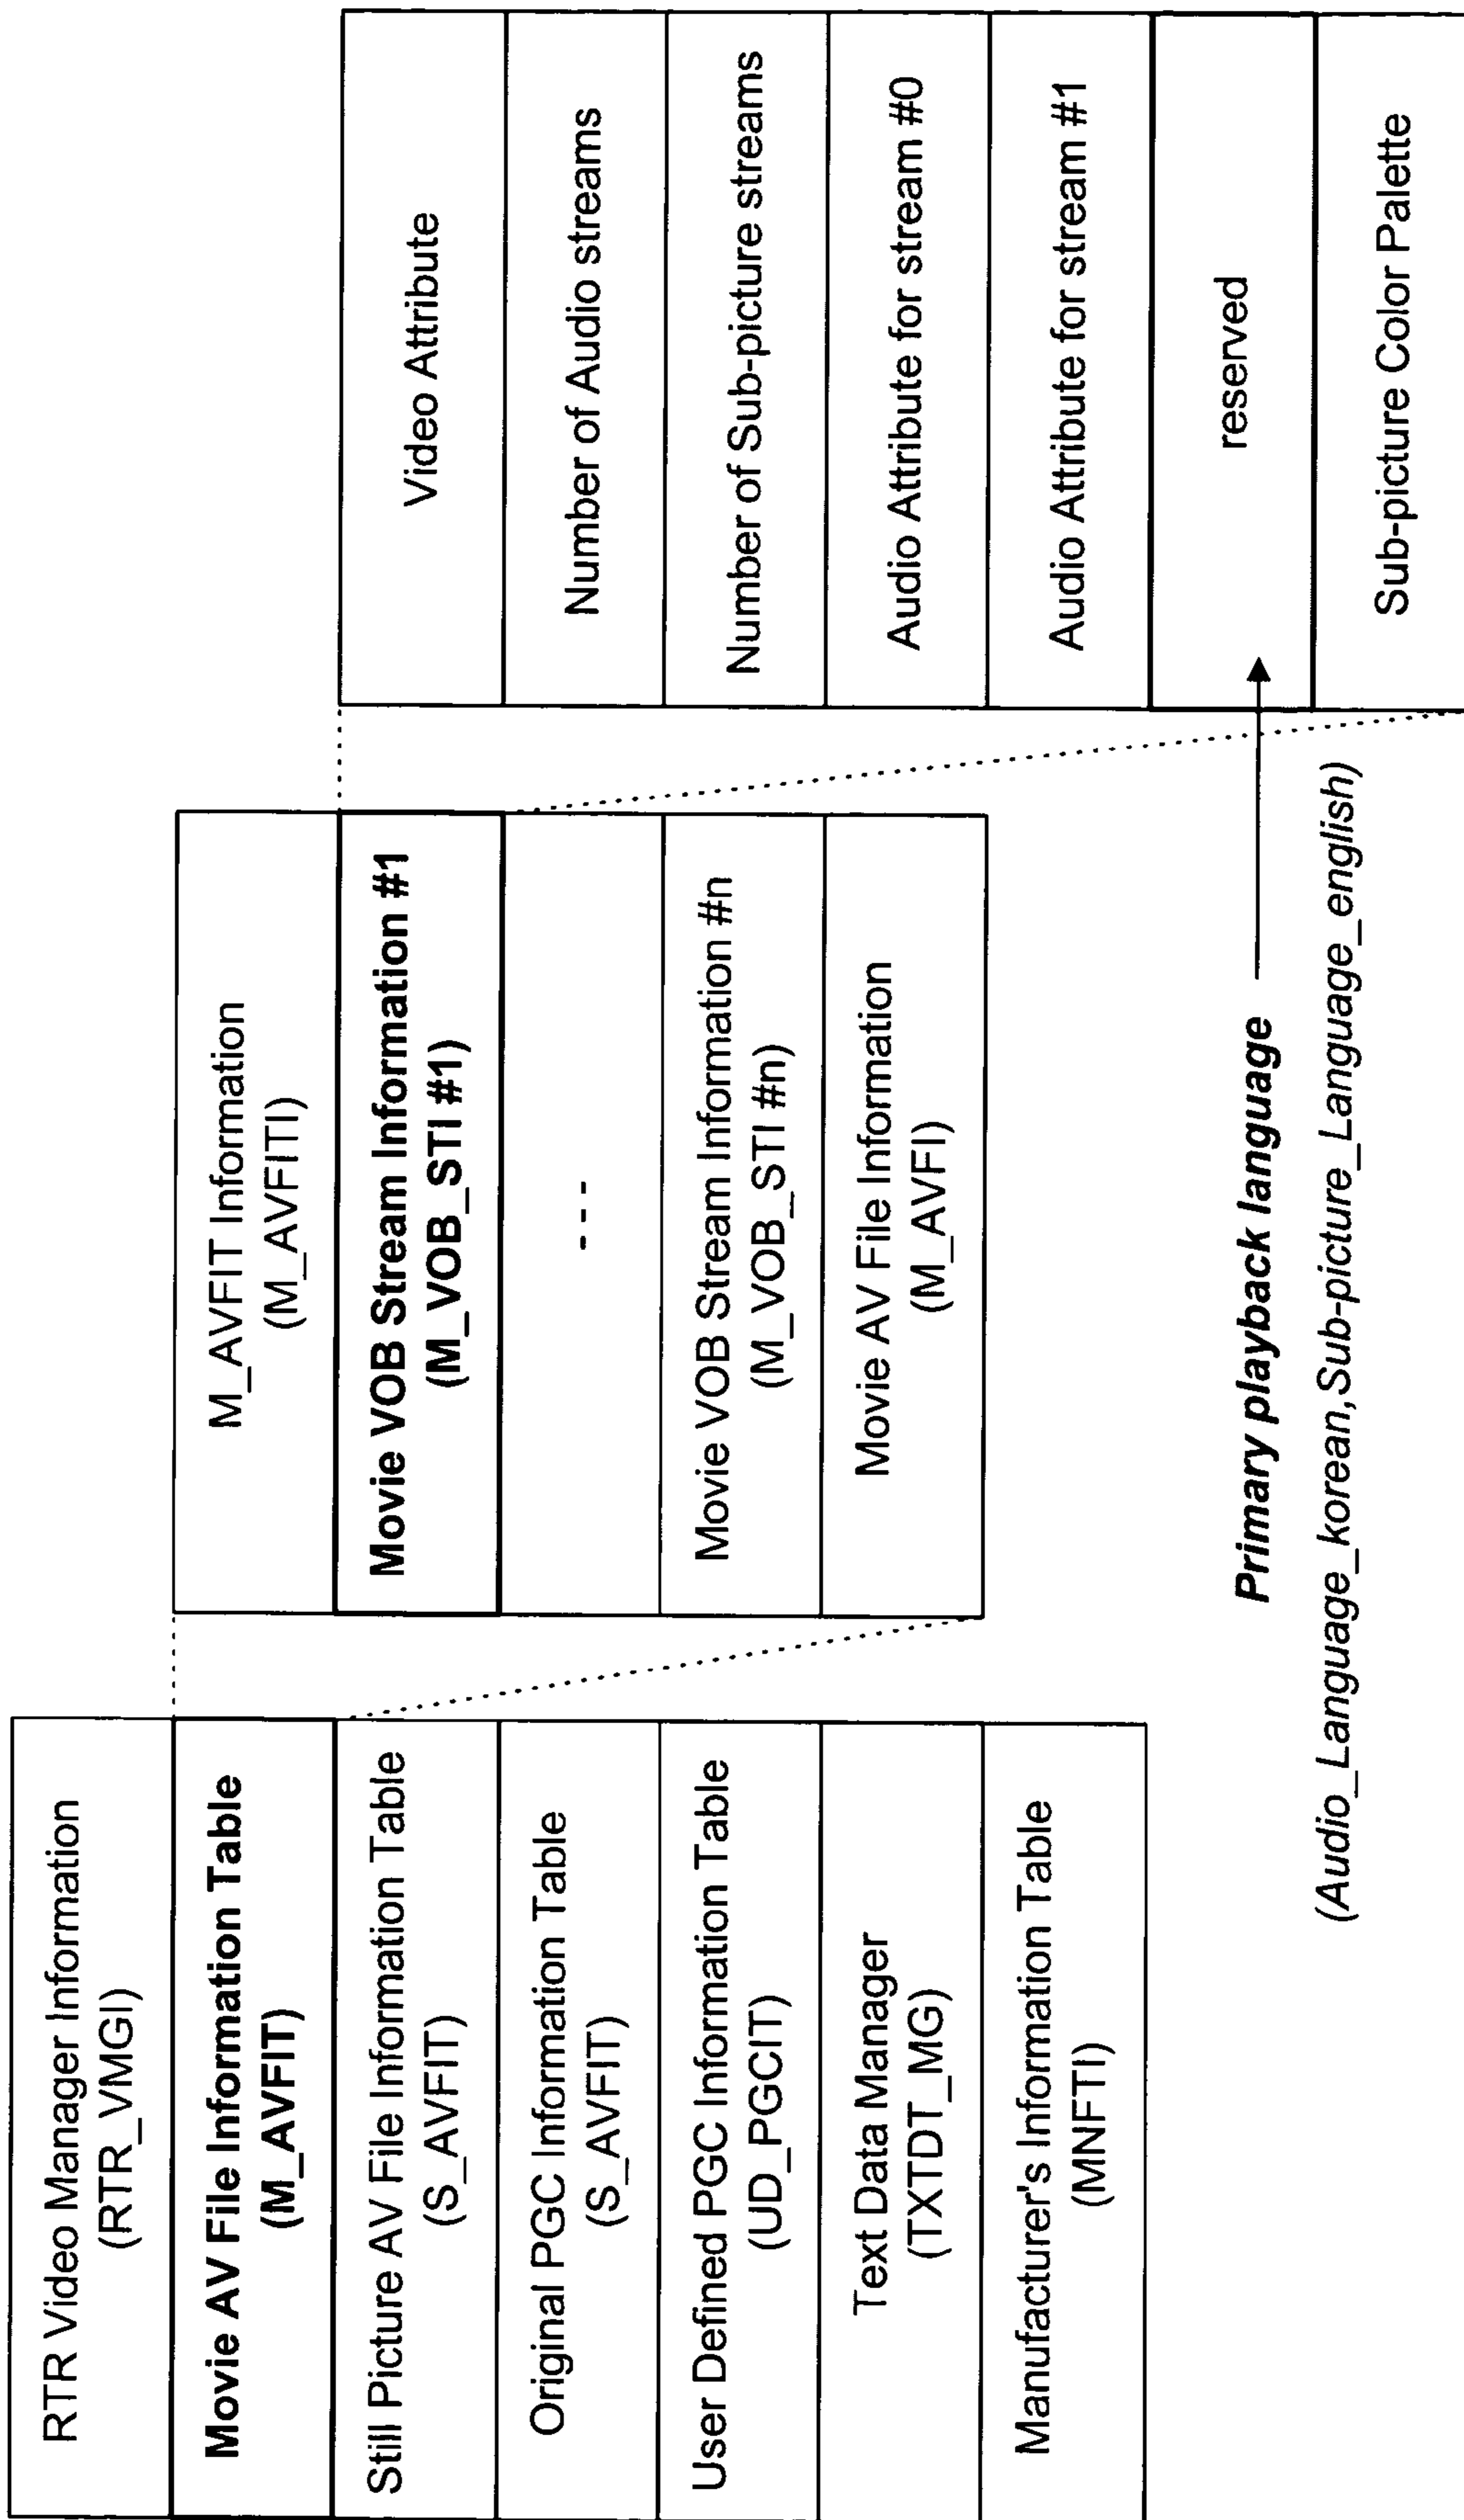 RTR Video Manager Information
(RTR_VMGI)
Movie AV File Information Table
(M_AVFIT)
Still Picture AV File Information Table
(S_AVFIT)
Original PGC Information Table
(S_AVFIT)
User Defined PGC Information Table
(UD_PGCIT)
Text Data Manager
(TXTDT_MG)
Manufacturer's Information Table
(MNFTI)
M_AVFIT Information
(M_AVFITI)
Movie VOB Stream Information #1
(M_VOB_STI #1)
---
Movie VOB Stream Information #n
(M_VOB_STI #n)
Movie AV File Information
(M_AVFI)
Primary playback language
(Audio_Language_korean,Sub-picture_Language_english)
Video Attribute
Number of Audio streams
Number of Sub-picture streams
Audio Attribute for stream #0
Audio Attribute for stream #1
reserved
Sub-picture Color Palette